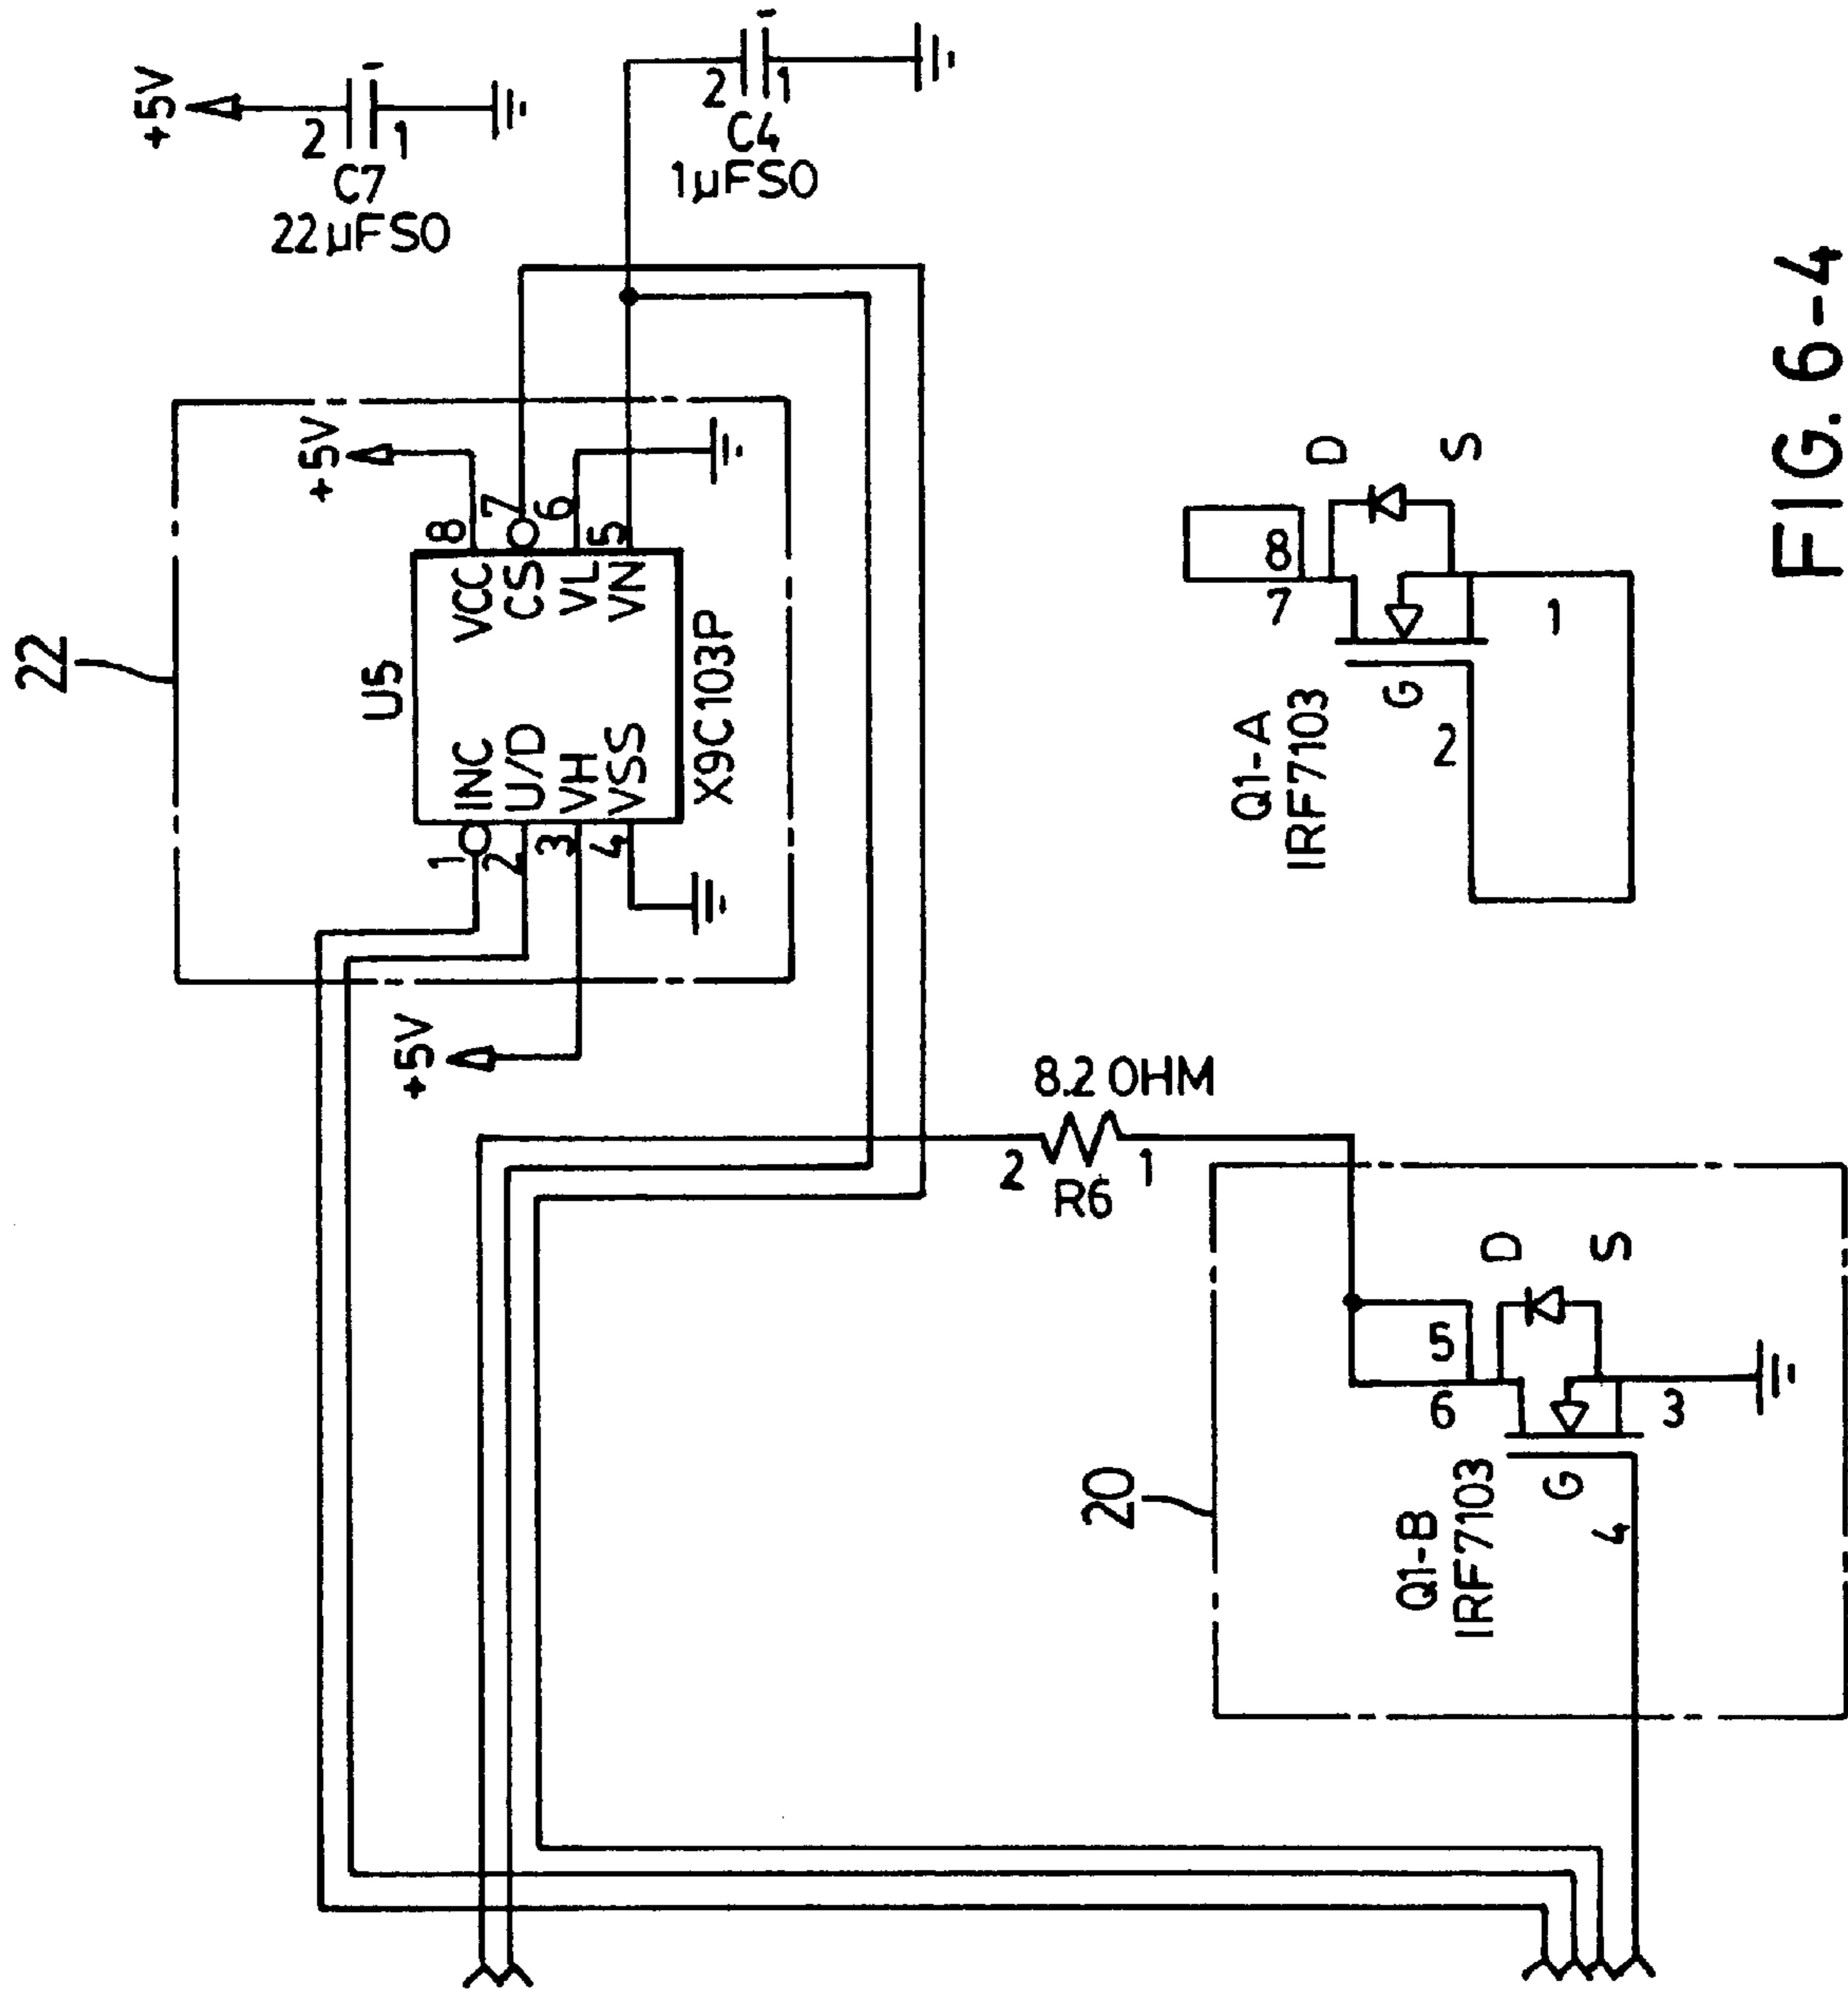 22
+5V
2
1
C7
22µFSO
+5V
U5
1
INC
VCC
8
2
U/D
CS
7
3
VH
VL
6
4
VSS
VN
5
X9C103P
+5V
2
1
C4
1µFSO
8.2 OHM
2
1
R6
20
Q1-B
IRF7103
5
6
D
S
G
4
3
Q1-A
IRF7103
8
7
D
S
G
2
1
FIG. 6-4